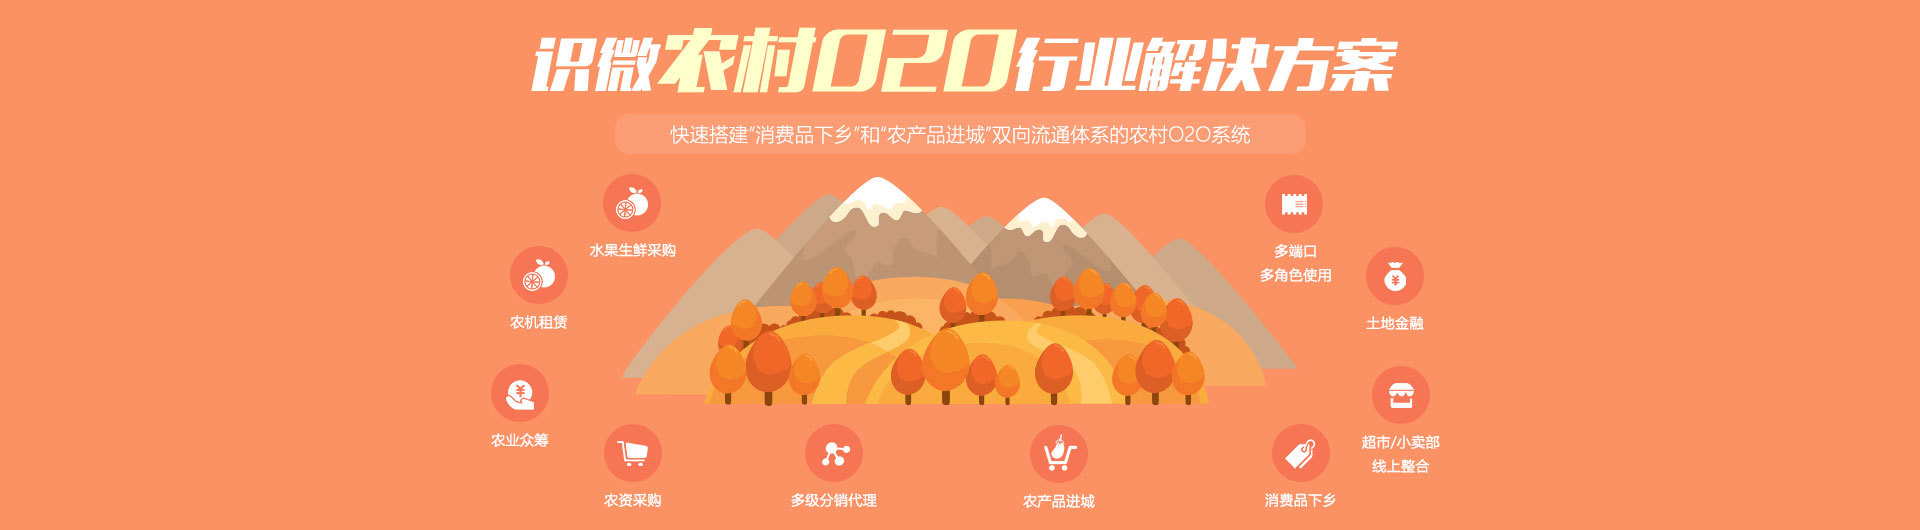 识微农村O2O行业解决方案
快速搭建“消费品下乡”和“农产品进城”双向流通体系的农村O2O系统
水果生鲜采购
多端口
多角色使用
农机租赁
土地金融
农业众筹
超市/小卖部
线上整合
农资采购
多级分销代理
农产品进城
消费品下乡